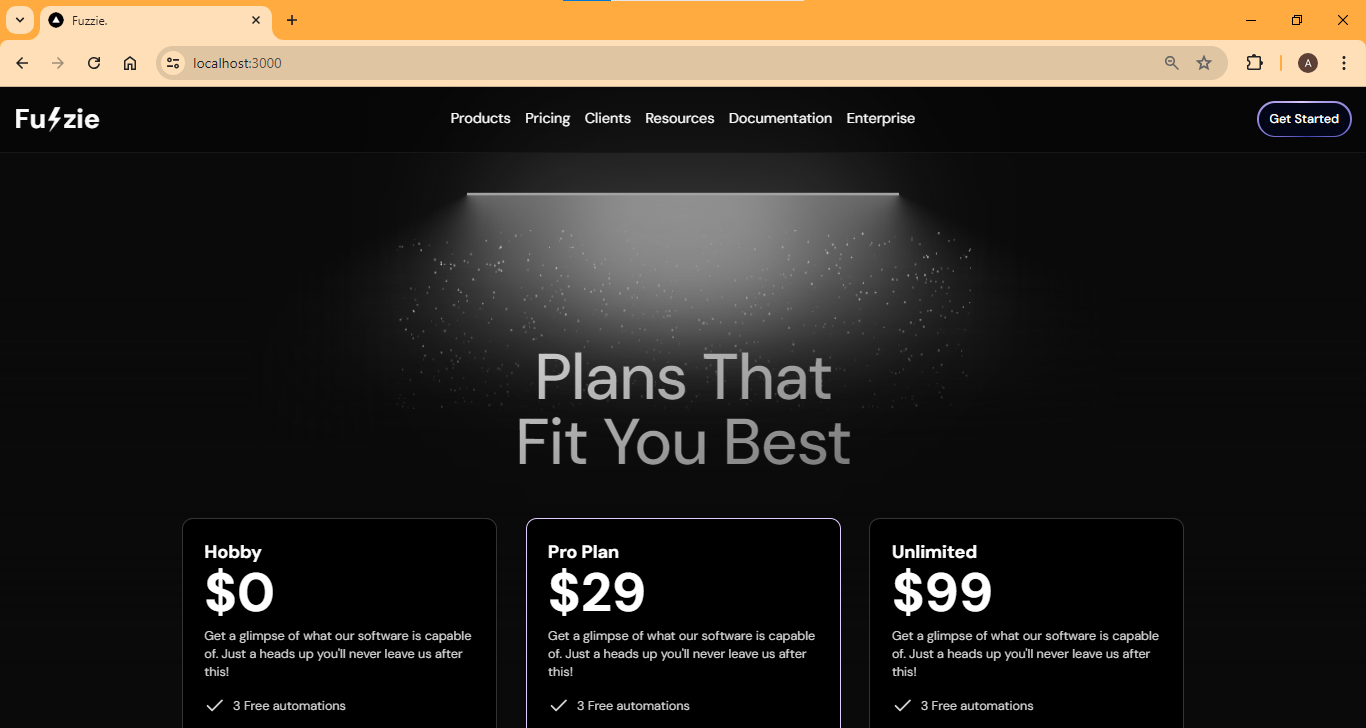 Fuzzie.
localhost:3000
A
Fu zie
Products Pricing Clients Resources Documentation Enterprise
Get Started
Plans That
Fit You Best
Hobby
$0
Get a glimpse of what our software is capable
of. Just a heads up you'll never leave us after
this!
3 Free automations
Pro Plan
$29
Get a glimpse of what our software is capable
of. Just a heads up you'll never leave us after
this!
3 Free automations
Unlimited
$99
Get a glimpse of what our software is capable
of. Just a heads up you'll never leave us after
this!
3 Free automations